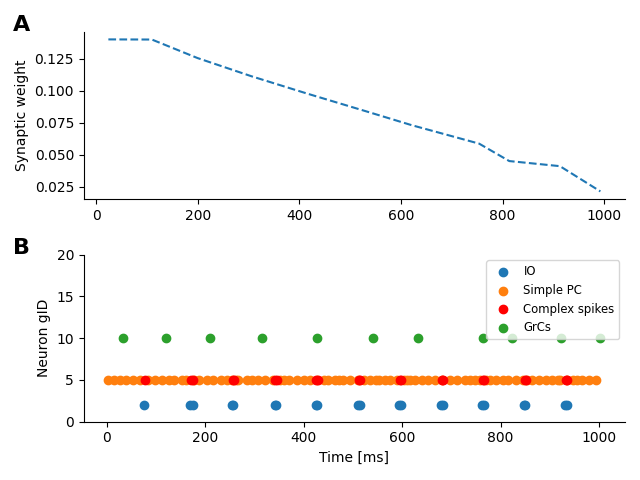 A
Synaptic weight
0.125
0.100
0.075
0.050
0.025
0 200 400 600 800 1000
B
Neuron gID
20
15
10
5
0
IO
Simple PC
Complex spikes
GrCs
0 200 400 600 800 1000
Time [ms]